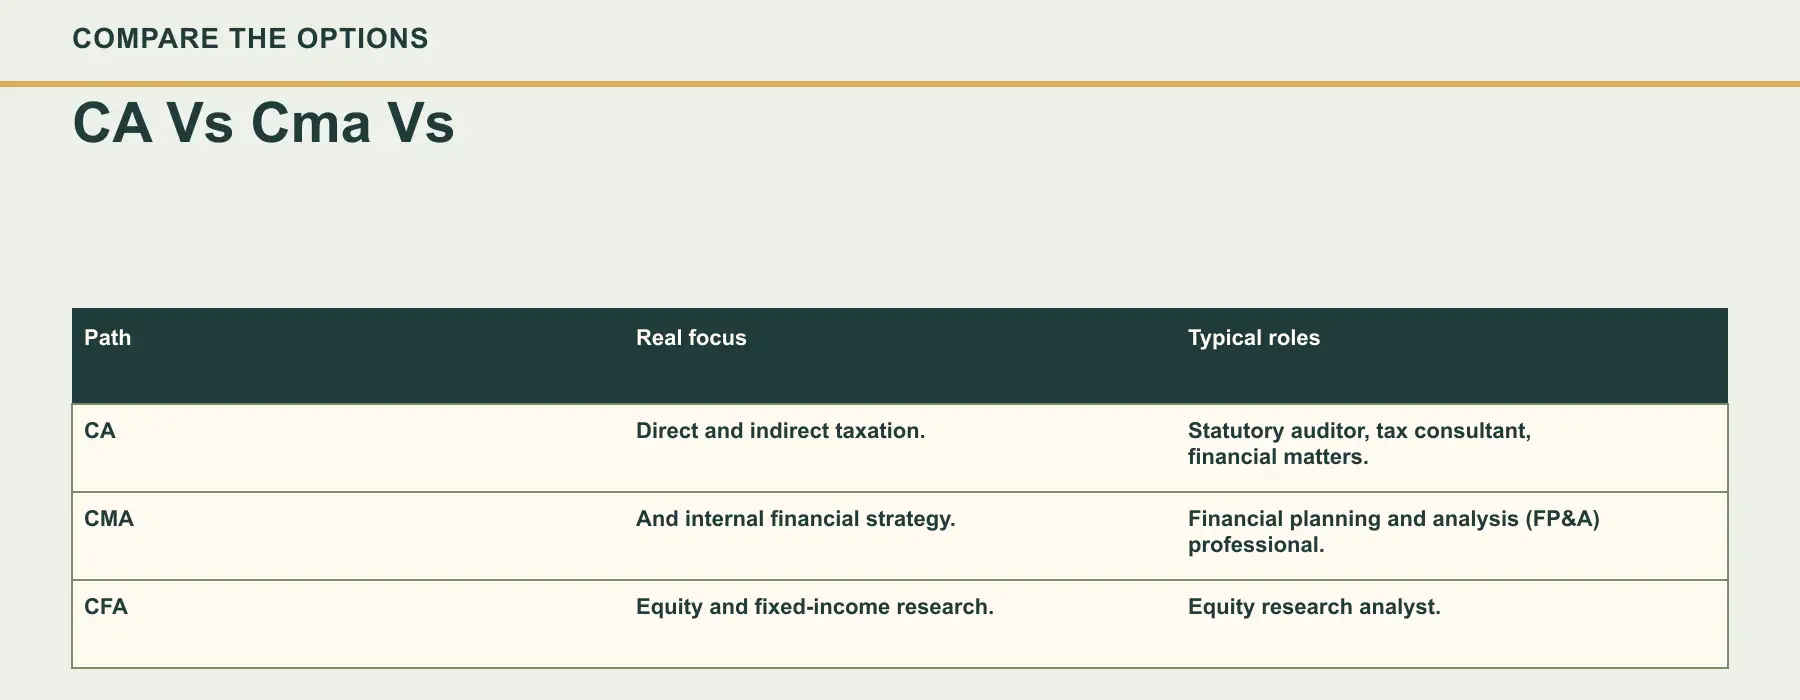 COMPARE THE OPTIONS
CA Vs Cma Vs
Path Real focus Typical roles
CA Direct and indirect taxation. Statutory auditor, tax consultant,
financial matters.
CMA And internal financial strategy. Financial planning and analysis (FP&A)
professional.
CFA Equity and fixed-income research. Equity research analyst.